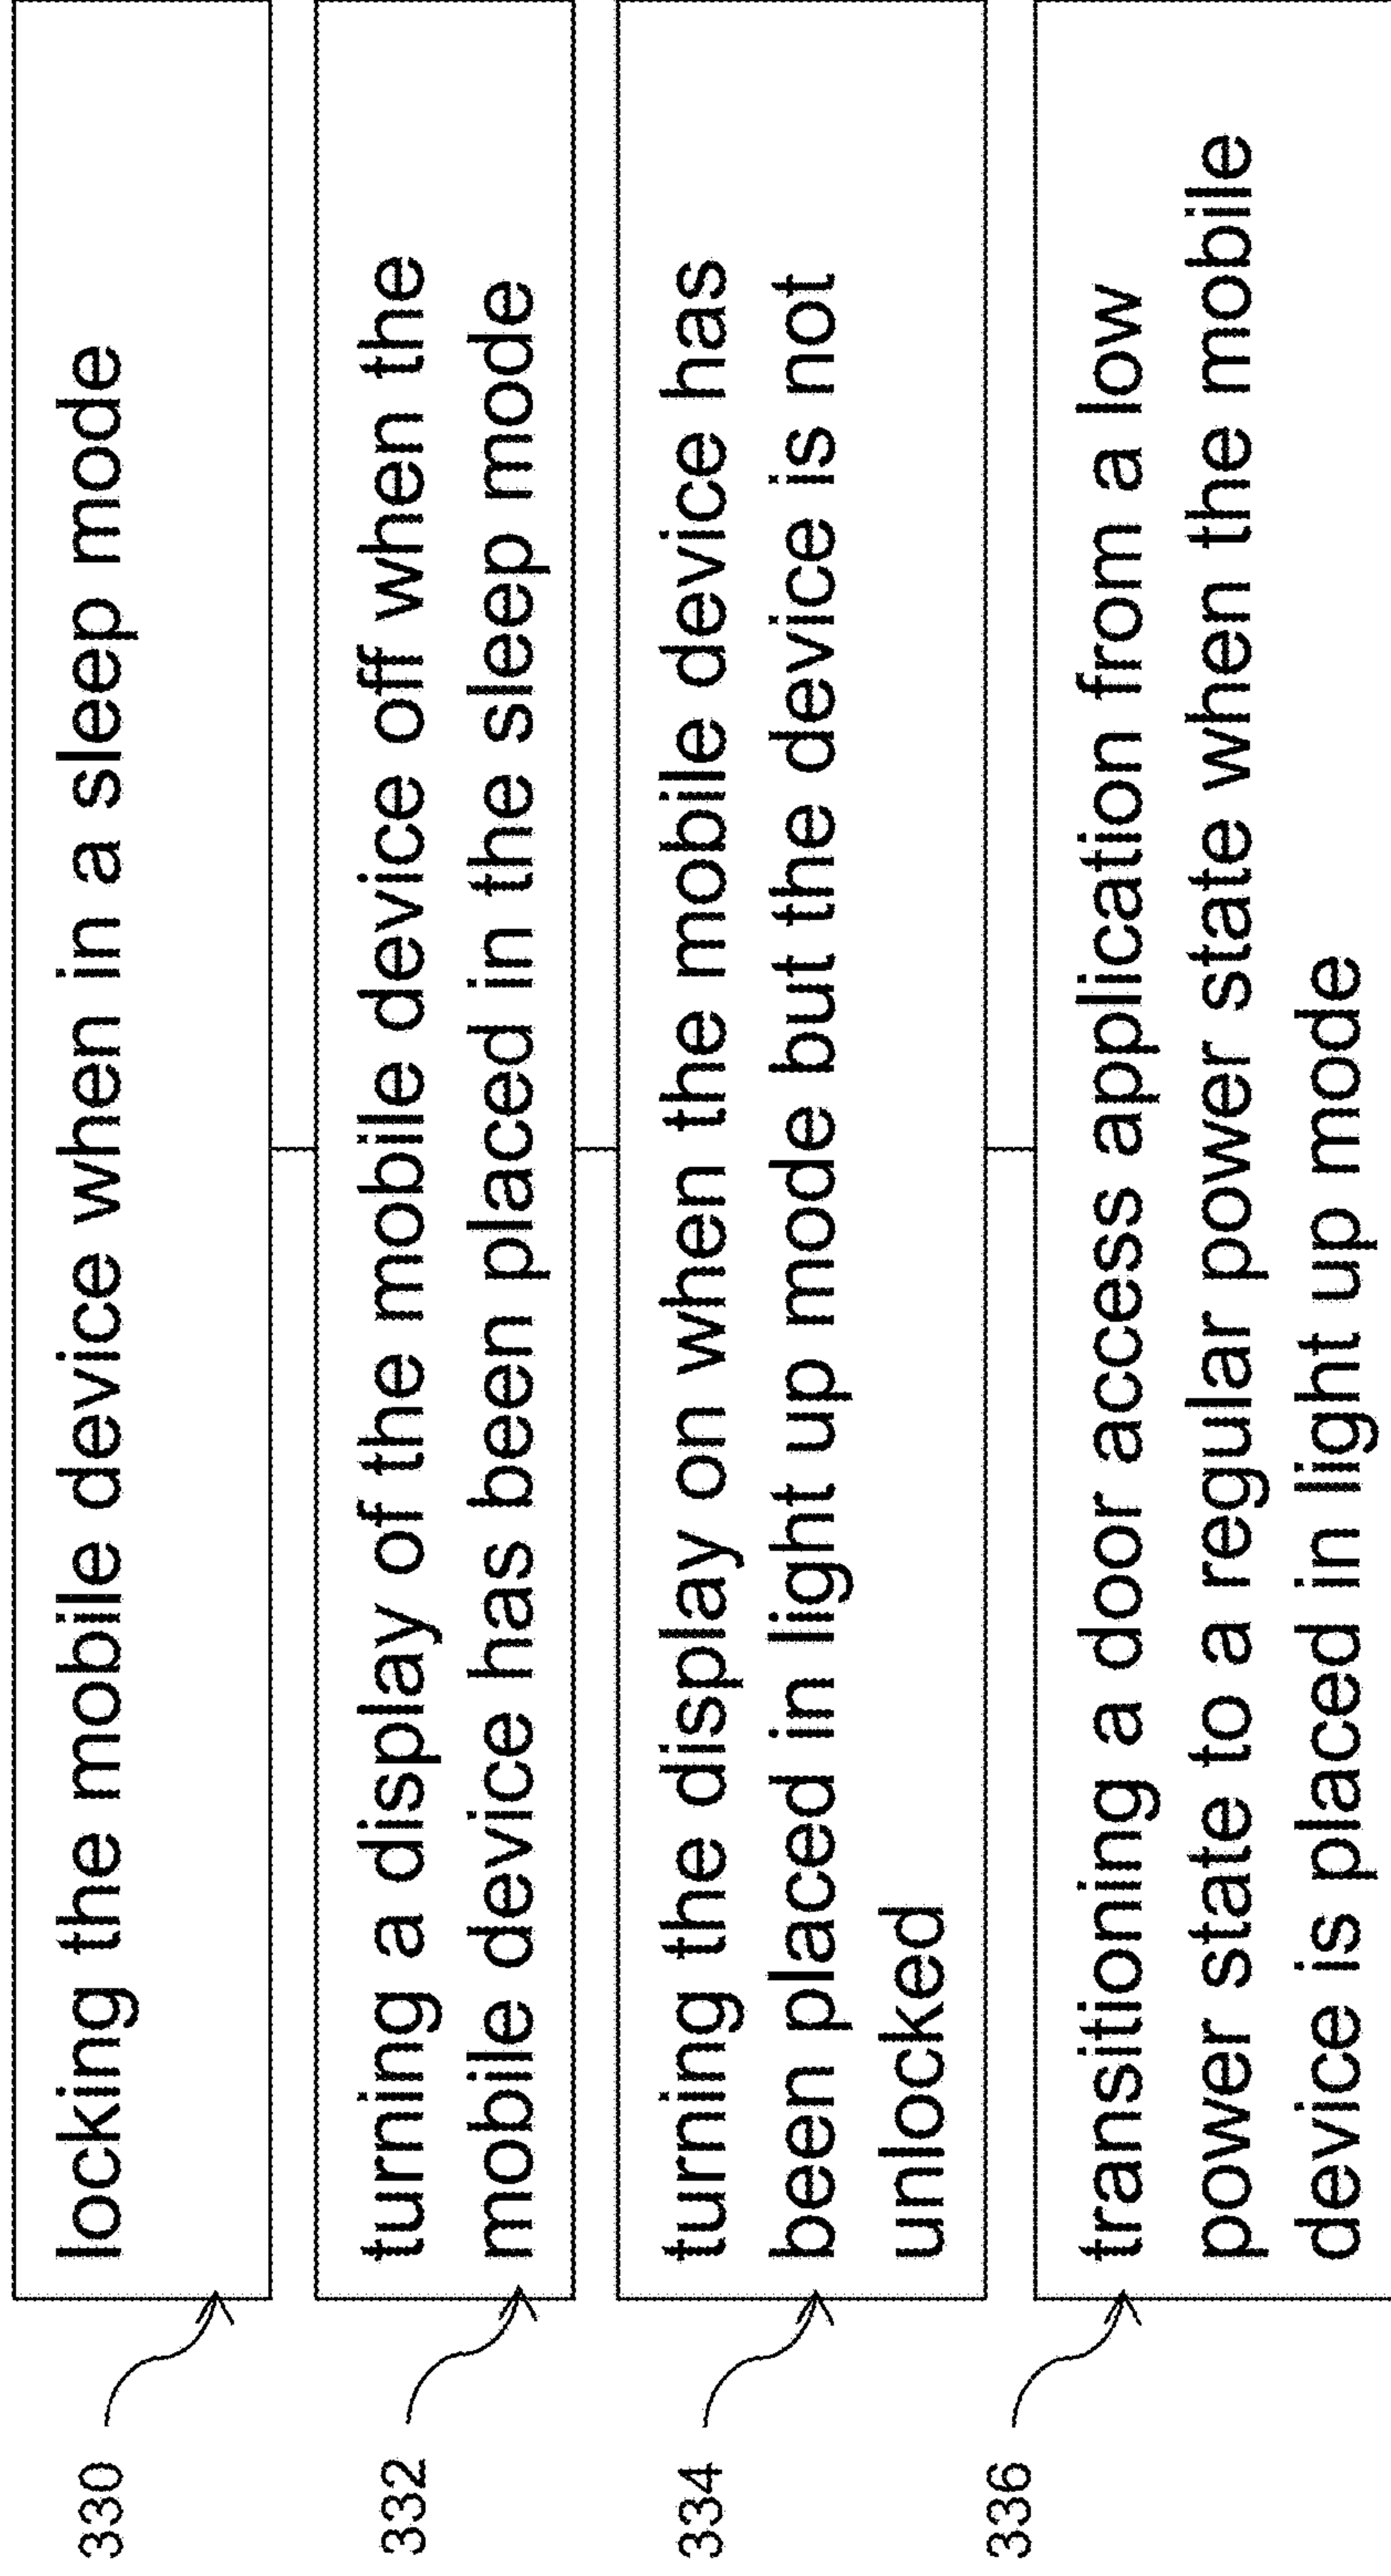 330
locking the mobile device when in a sleep mode
332
turning a display of the mobile device off when the
mobile device has been placed in the sleep mode
334
turning the display on when the mobile device has
been placed in light up mode but the device is not
unlocked
336
transitioning a door access application from a low
power state to a regular power state when the mobile
device is placed in light up mode